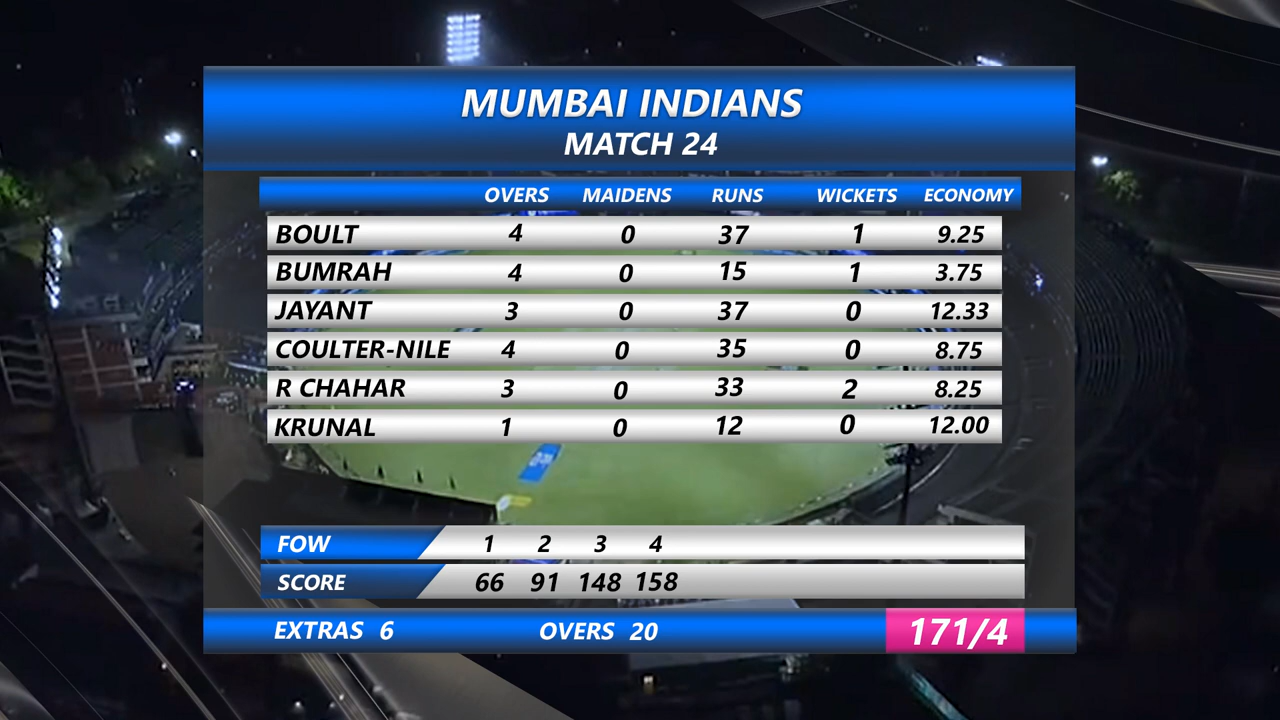 MUMBAI INDIANS
MATCH 24
OVERS MAIDENS RUNS WICKETS ECONOMY
BOULT 4 0 37 1 9.25
BUMRAH 4 0 15 1 3.75
JAYANT 3 0 37 0 12.33
COULTER-NILE 4 0 35 0 8.75
R CHAHAR 3 0 33 2 8.25
KRUNAL 1 0 12 0 12.00
FOW 1 2 3 4
SCORE 66 91 148 158
EXTRAS 6 OVERS 20 171/4